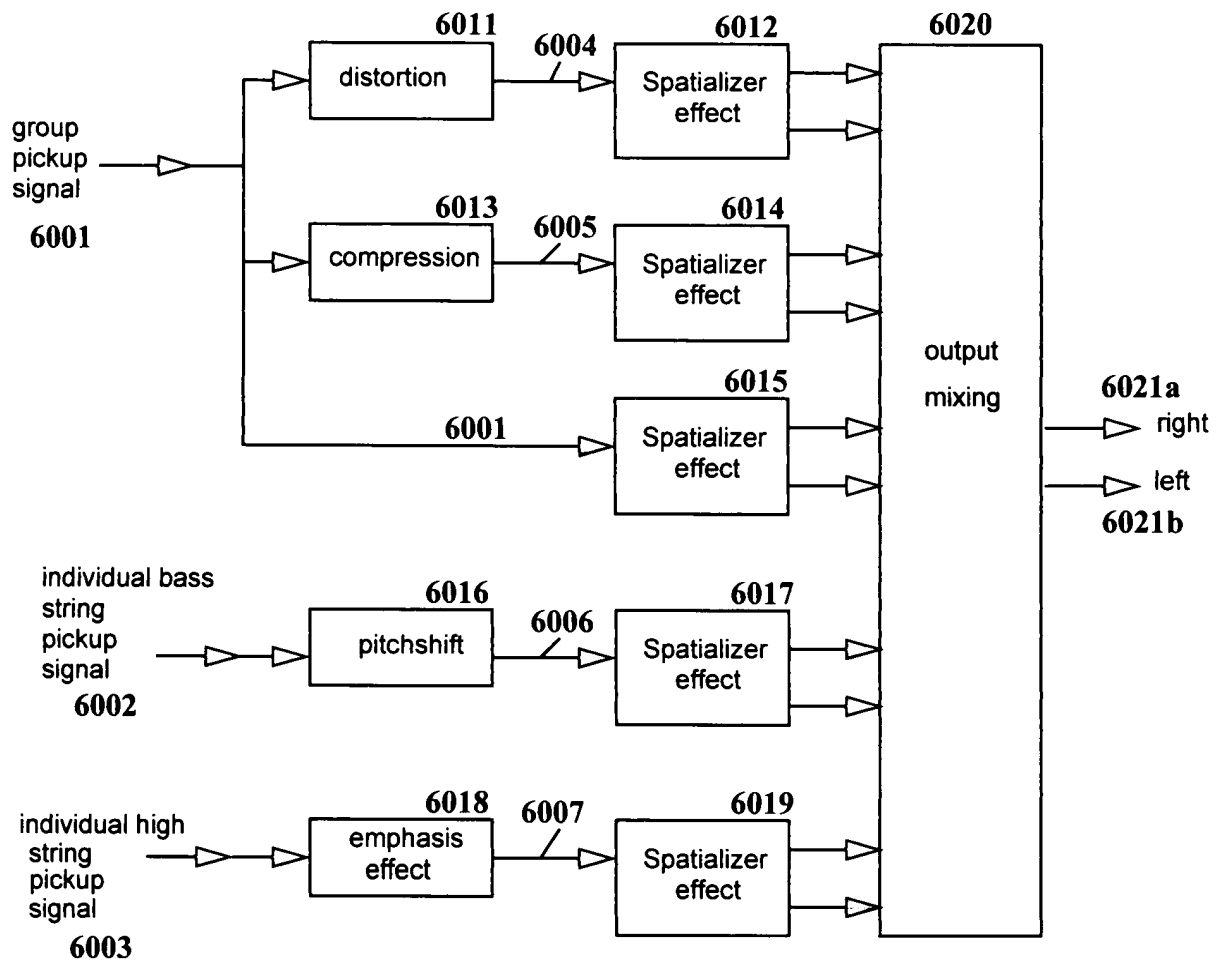 6011
distortion
6004
6012
Spatializer
effect
6020
group
pickup
signal
6001
6013
compression
6005
6014
Spatializer
effect
output
mixing
6015
6001
Spatializer
effect
6021a
right
left
6021b
individual bass
string
pickup
signal
6002
6016
pitchshift
6006
6017
Spatializer
effect
individual high
string
pickup
signal
6003
6018
emphasis
effect
6007
6019
Spatializer
effect